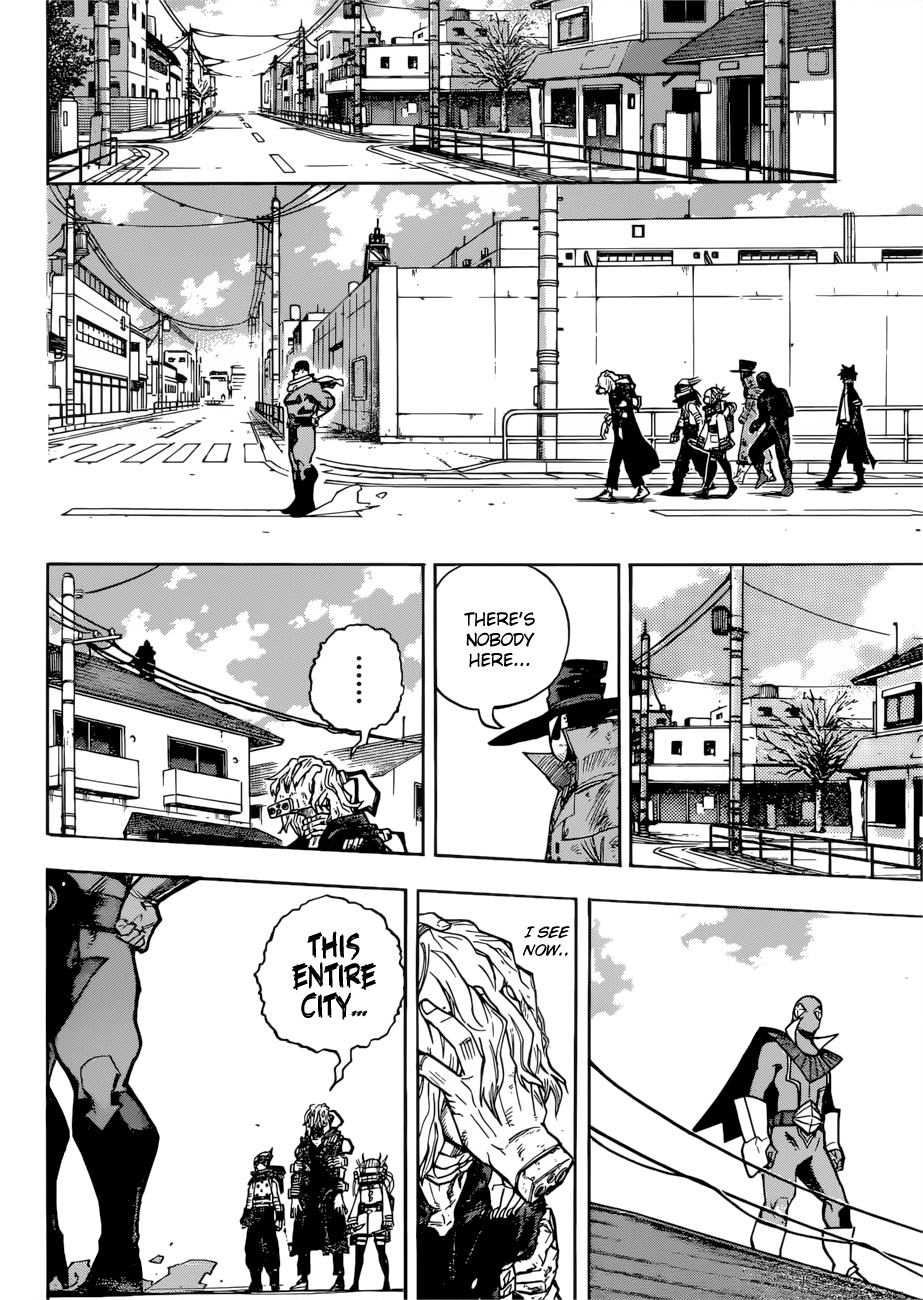 THERE'S
NOBODY
HERE...
......
I SEE
NOW..
THIS
ENTIRE
CITY...